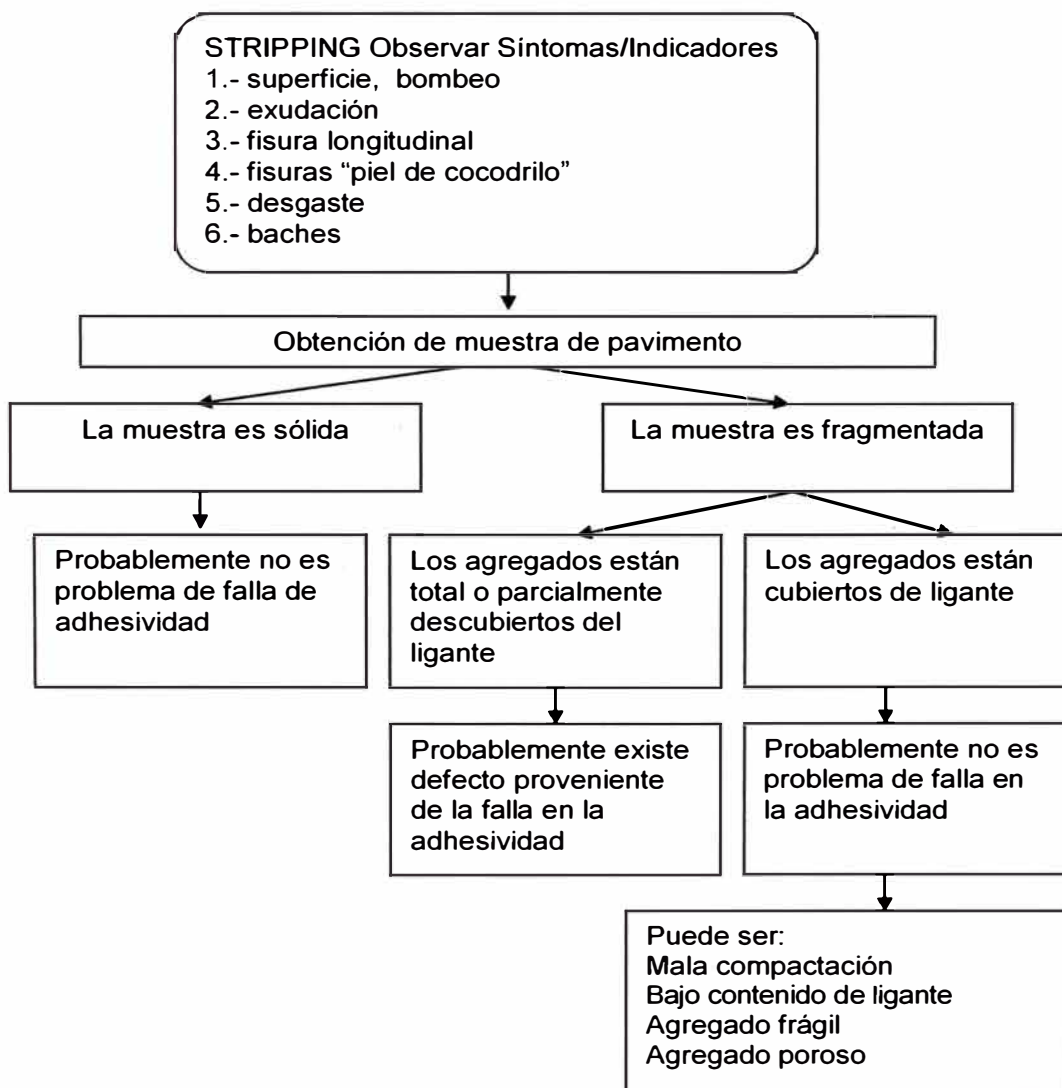 STRIPPING Observar Síntomas/Indicadores
1.- superficie, bombeo
2.- exudación
3.- fisura longitudinal
4.- fisuras “piel de cocodrilo”
5.- desgaste
6.- baches
Obtención de muestra de pavimento
La muestra es sólida
La muestra es fragmentada
Probablemente no es
problema de falla de
adhesividad
Los agregados están
total o parcialmente
descubiertos del
ligante
Los agregados están
cubiertos de ligante
Probablemente existe
defecto proveniente
de la falla en la
adhesividad
Probablemente no es
problema de falla en
la adhesividad
Puede ser:
Mala compactación
Bajo contenido de ligante
Agregado frágil
Agregado poroso